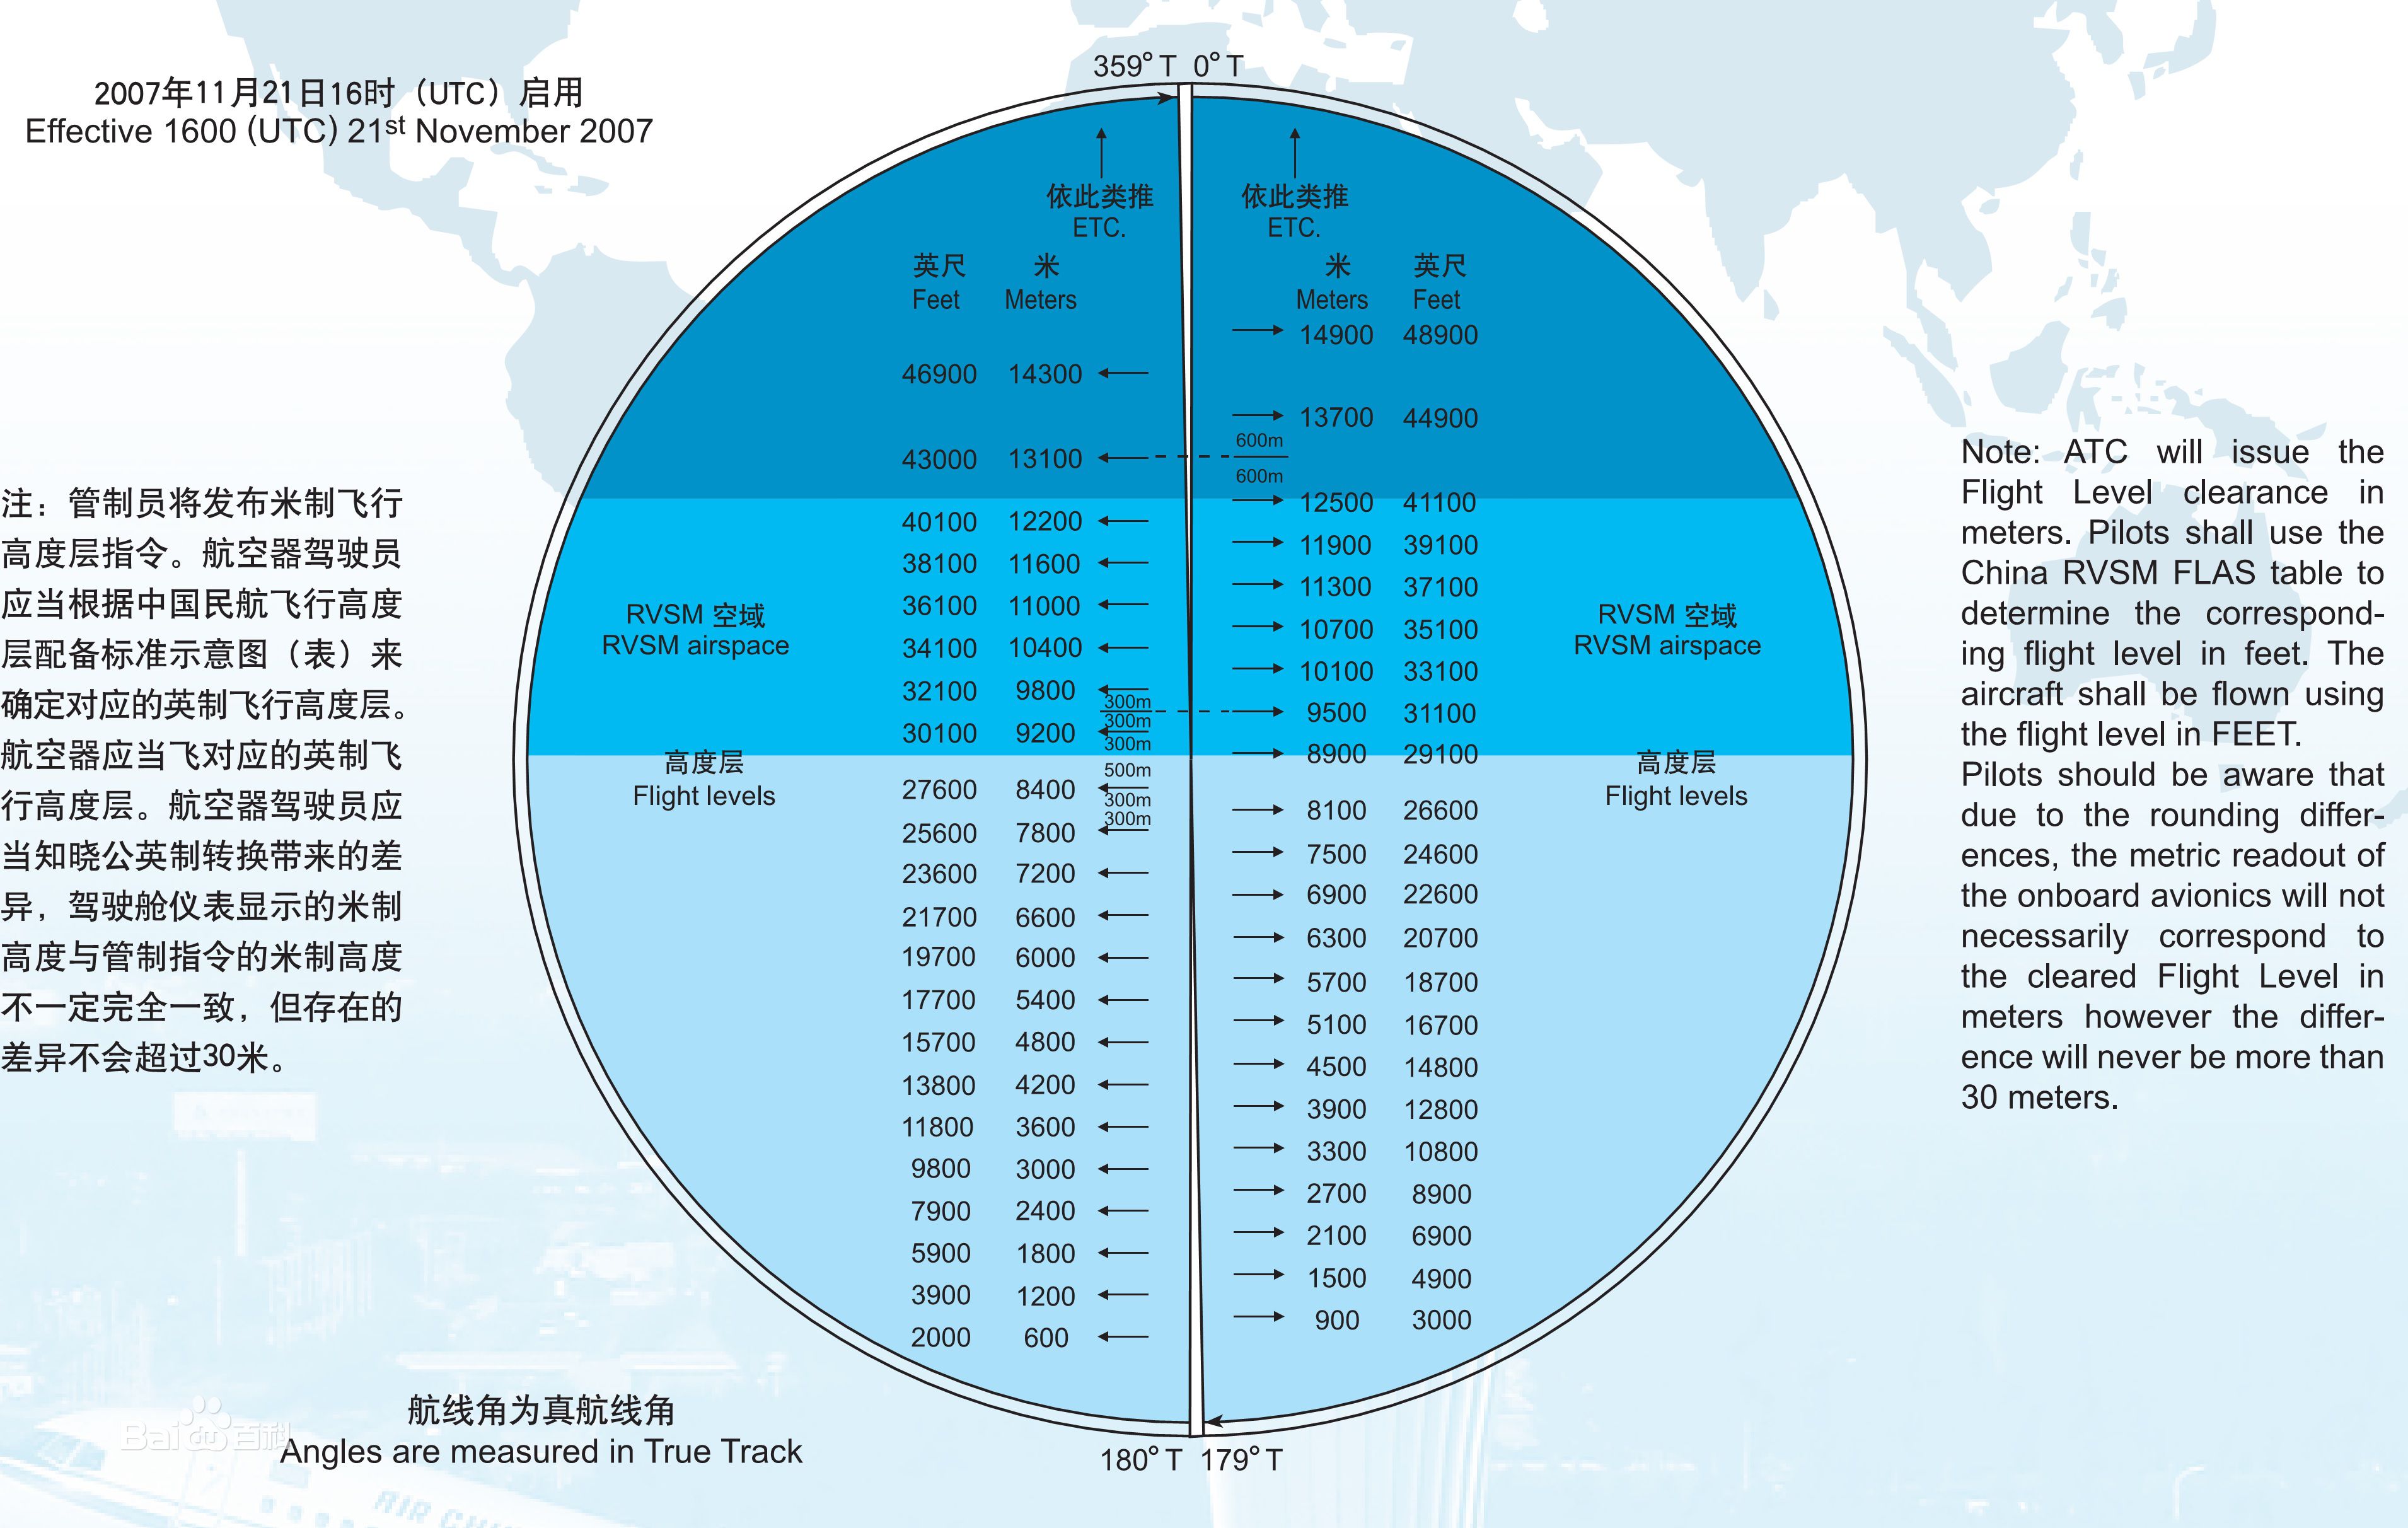 359°T 0°T
2007年11月21日16时（UTC）启用
Effective 1600 (UTC) 21st November 2007
依此类推 依此类推
ETC. ETC.
英尺 米 米 英尺
Feet Meters Meters Feet
14900 48900
46900 14300
13700 44900
600m
43000 13100
600m
12500 41100
40100 12200
11900 39100
38100 11600
11300 37100
36100 11000
10700 35100
34100 10400
10100 33100
32100 9800
300m
9500 31100
300m
30100 9200
300m
8900 29100
500m
27600 8400
300m
8100 26600
300m
25600 7800
7500 24600
23600 7200
6900 22600
21700 6600
6300 20700
19700 6000
5700 18700
17700 5400
5100 16700
15700 4800
4500 14800
13800 4200
3900 12800
11800 3600
3300 10800
9800 3000
2700 8900
7900 2400
2100 6900
5900 1800
1500 4900
3900 1200
900 3000
2000 600
RVSM 空域
RVSM airspace
高度层
Flight levels
RVSM 空域
RVSM airspace
高度层
Flight levels
注：管制员将发布米制飞行
高度层指令。航空器驾驶员
应当根据中国民航飞行高度
层配备标准示意图（表）来
确定对应的英制飞行高度层。
航空器应当飞对应的英制飞
行高度层。航空器驾驶员应
当知晓公英制转换带来的差
异，驾驶舱仪表显示的米制
高度与管制指令的米制高度
不一定完全一致，但存在的
差异不会超过30米。
Note: ATC will issue the
Flight Level clearance in
meters. Pilots shall use the
China RVSM FLAS table to
determine the correspond-
ing flight level in feet. The
aircraft shall be flown using
the flight level in FEET.
Pilots should be aware that
due to the rounding differ-
ences, the metric readout of
the onboard avionics will not
necessarily correspond to
the cleared Flight Level in
meters however the differ-
ence will never be more than
30 meters.
航线角为真航线角
Angles are measured in True Track
180°T 179°T
Bai 百科
AIR